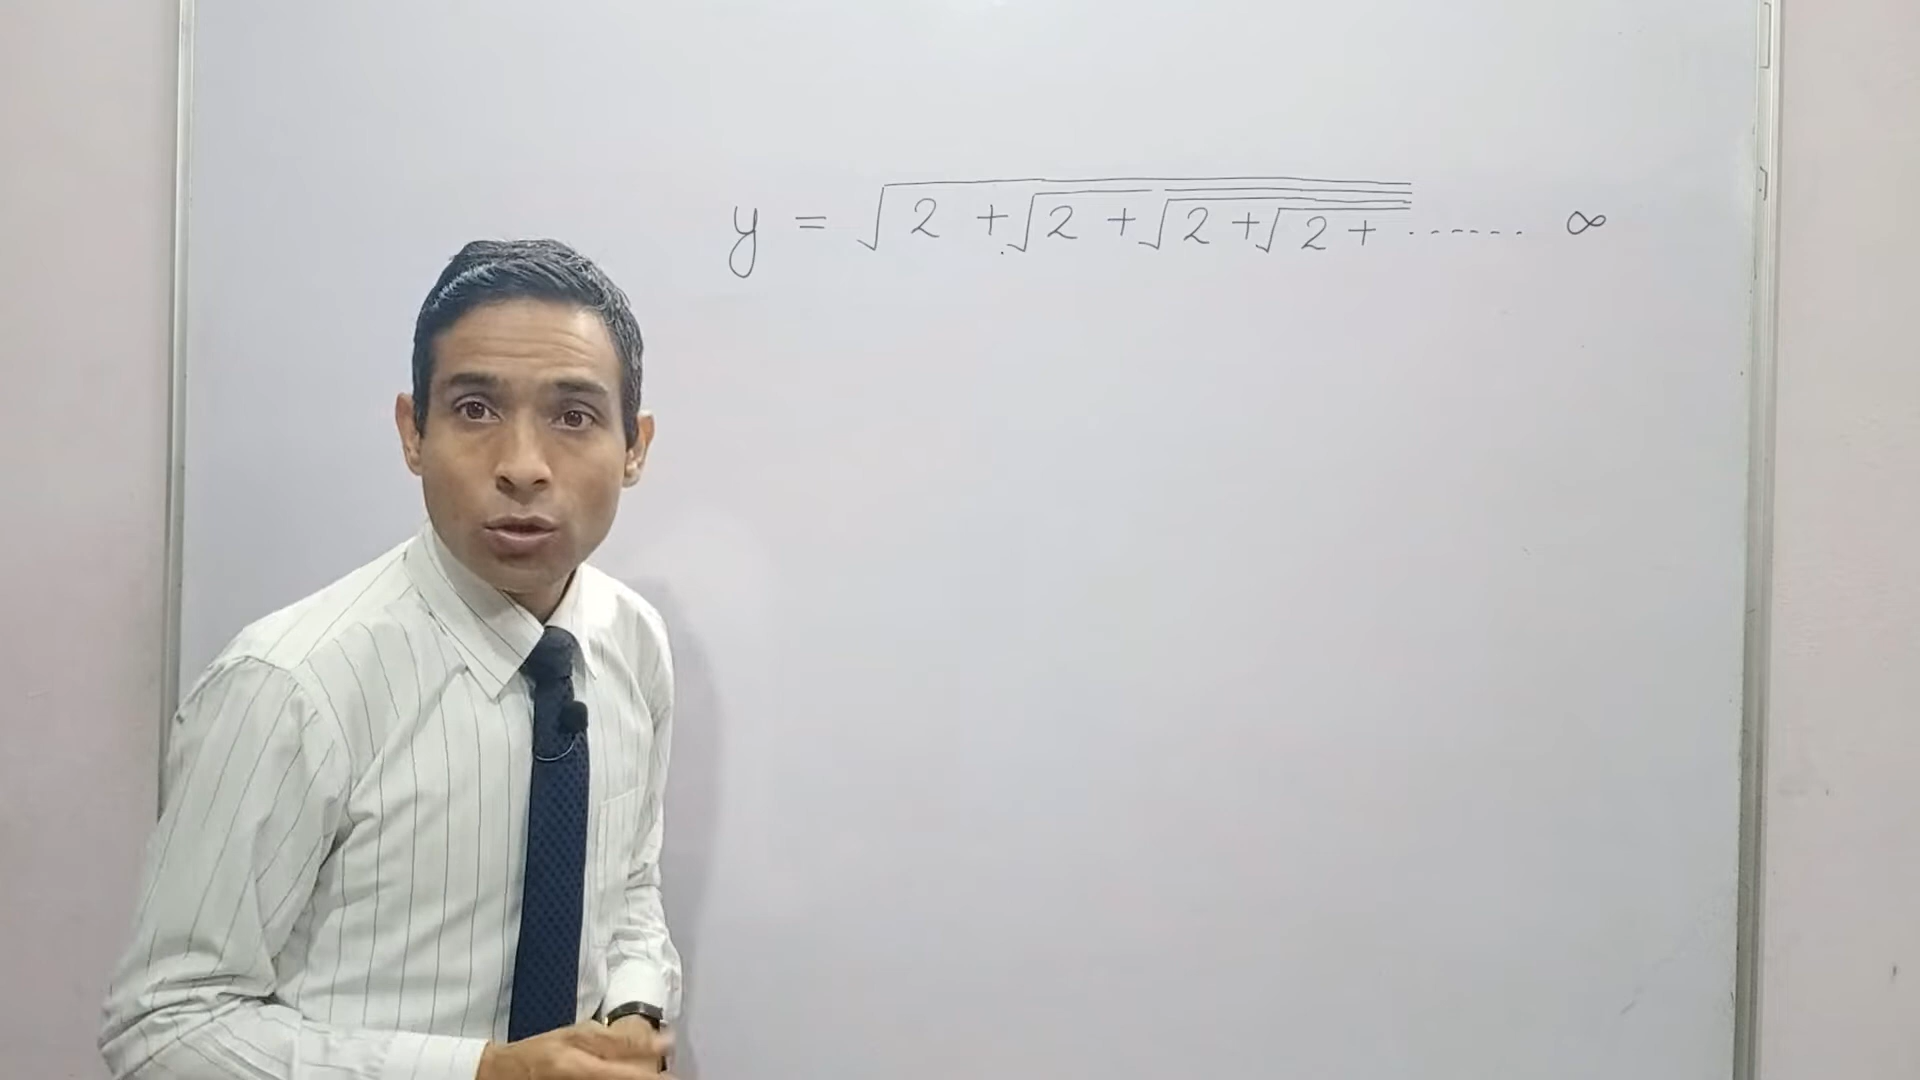 y = √2 + √2 + √2 + √2 + ...... ∞